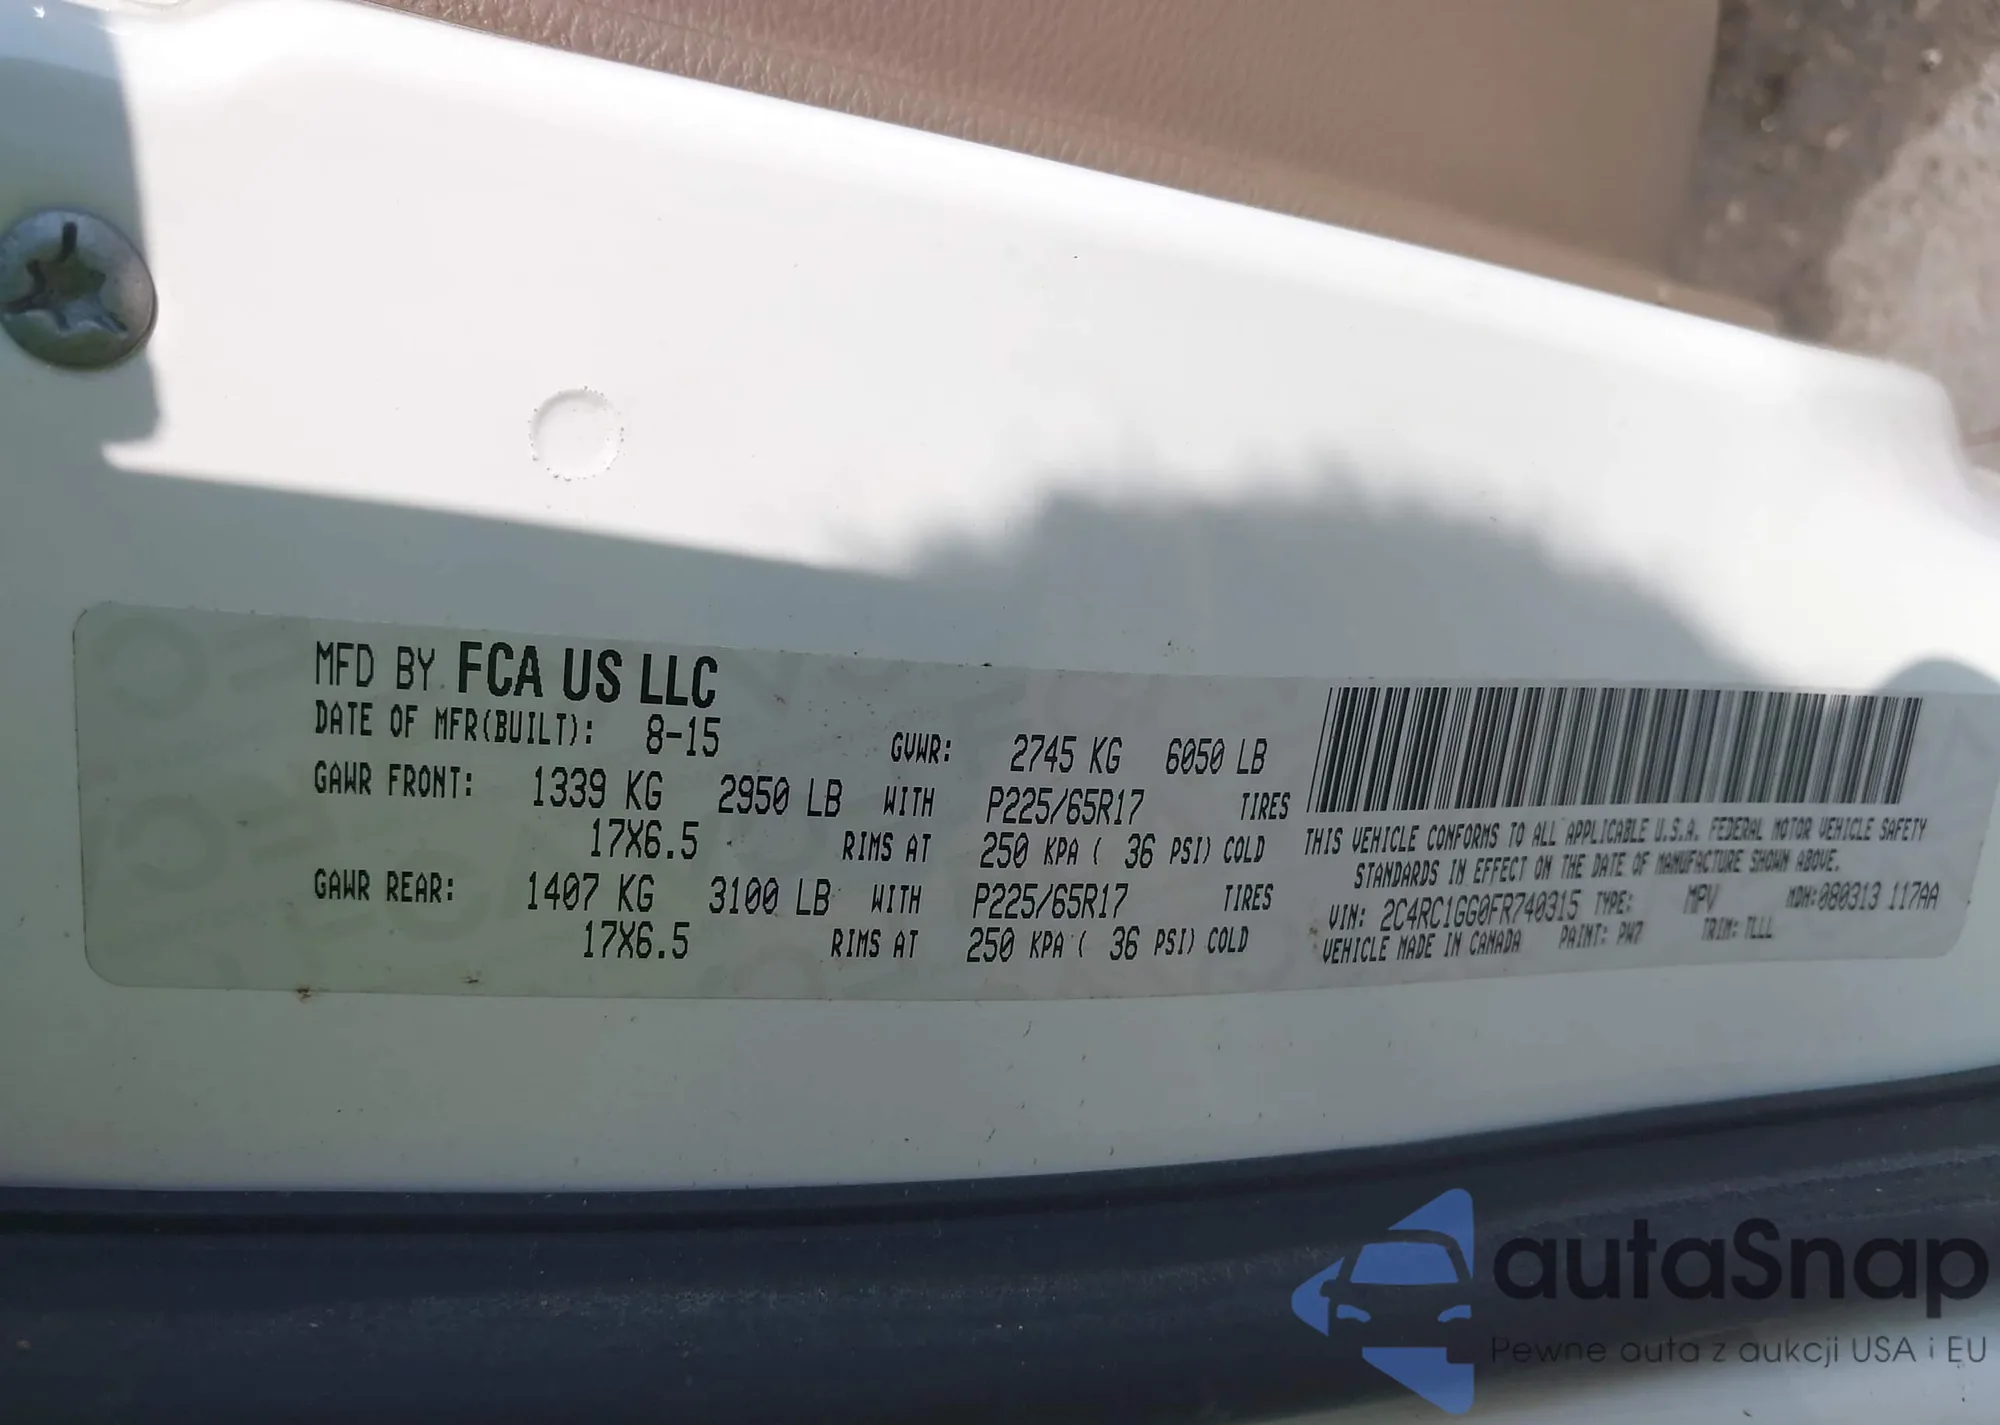 MFD BY FCA US LLC
DATE OF MFR(BUILT): 8-15 GVWR: 2745 KG 6050 LB
GAWR FRONT: 1339 KG 2950 LB WITH P225/65R17 TIRES
17X6.5 RIMS AT 250 KPA ( 36 PSI) COLD
GAWR REAR: 1407 KG 3100 LB WITH P225/65R17 TIRES
17X6.5 RIMS AT 250 KPA ( 36 PSI) COLD
THIS VEHICLE CONFORMS TO ALL APPLICABLE U.S.A. FEDERAL MOTOR VEHICLE SAFETY
STANDARDS IN EFFECT ON THE DATE OF MANUFACTURE SHOWN ABOVE.
VIN: 2C4RC1GG0FR740315 TYPE: MPV MDH:080313 117AA
VEHICLE MADE IN CANADA PAINT: PW7 TRIM: TLLL
autaSnap
Pewne auta z aukcji USA i EU